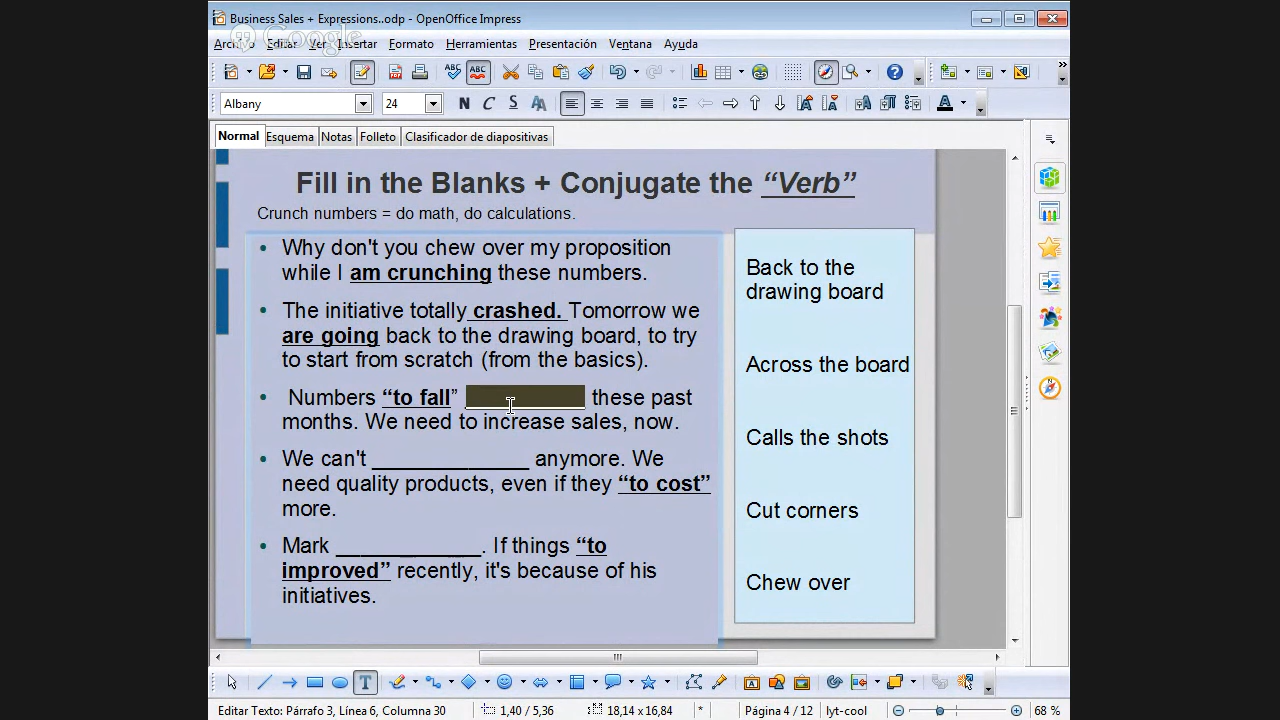 Business Sales + Expressions..odp - OpenOffice Impress
Google
Archivo Editar Ver Insertar Formato Herramientas Presentación Ventana Ayuda
Albany 24 N C S A
Normal Esquema Notas Folleto Clasificador de diapositivas
Fill in the Blanks + Conjugate the “Verb”
Crunch numbers = do math, do calculations.
• Why don't you chew over my proposition
while I am crunching these numbers.
• The initiative totally crashed. Tomorrow we
are going back to the drawing board, to try
to start from scratch (from the basics).
• Numbers “to fall” these past
months. We need to increase sales, now.
• We can't _____________ anymore. We
need quality products, even if they “to cost”
more.
• Mark ____________. If things “to
improved” recently, it's because of his
initiatives.
Back to the
drawing board
Across the board
Calls the shots
Cut corners
Chew over
Editar Texto: Párrafo 3, Línea 6, Columna 30 1,40 / 5,36 18,14 x 16,84 * Página 4 / 12 lyt-cool 68 %